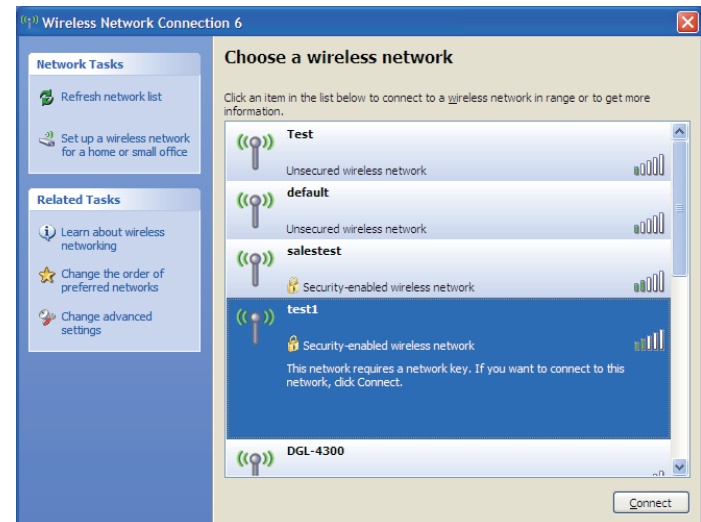 Wireless Network Connection 6
Network Tasks
Refresh network list
Set up a wireless network
for a home or small office
Related Tasks
Learn about wireless
networking
Change the order of
preferred networks
Change advanced
settings
Choose a wireless network
Click an item in the list below to connect to a wireless network in range or to get more
information.
Test
Unsecured wireless network
default
Unsecured wireless network
salestest
Security-enabled wireless network
test1
Security-enabled wireless network
This network requires a network key. If you want to connect to this
network, click Connect.
DGL-4300
Connect